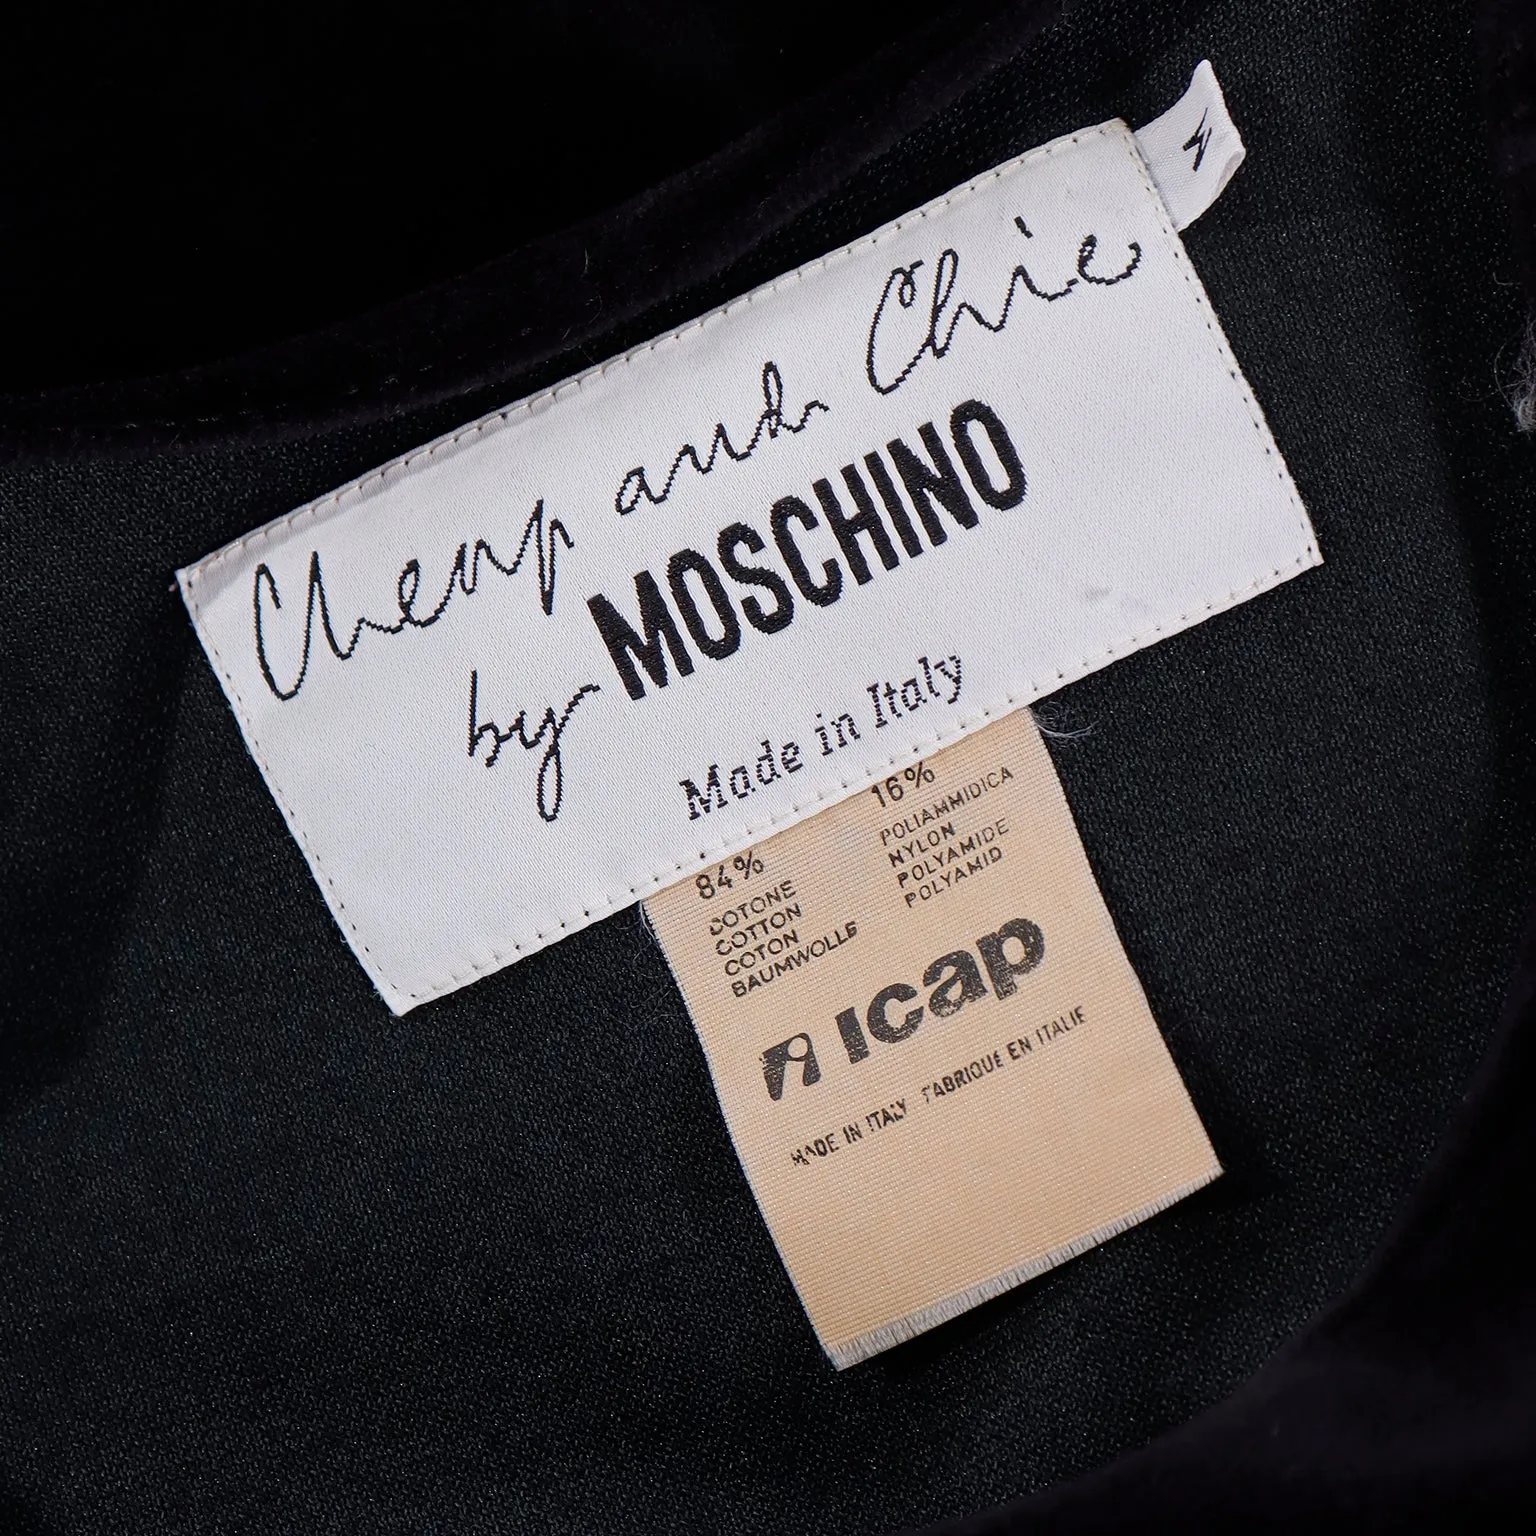 M
Cheap and Chic
by MOSCHINO
Made in Italy
84%
COTONE
COTTON
COTON
BAUMWOLLE
16%
POLIAMMIDICA
NYLON
POLYAMIDE
POLYAMID
icap
MADE IN ITALY FABRIQUE EN ITALIE